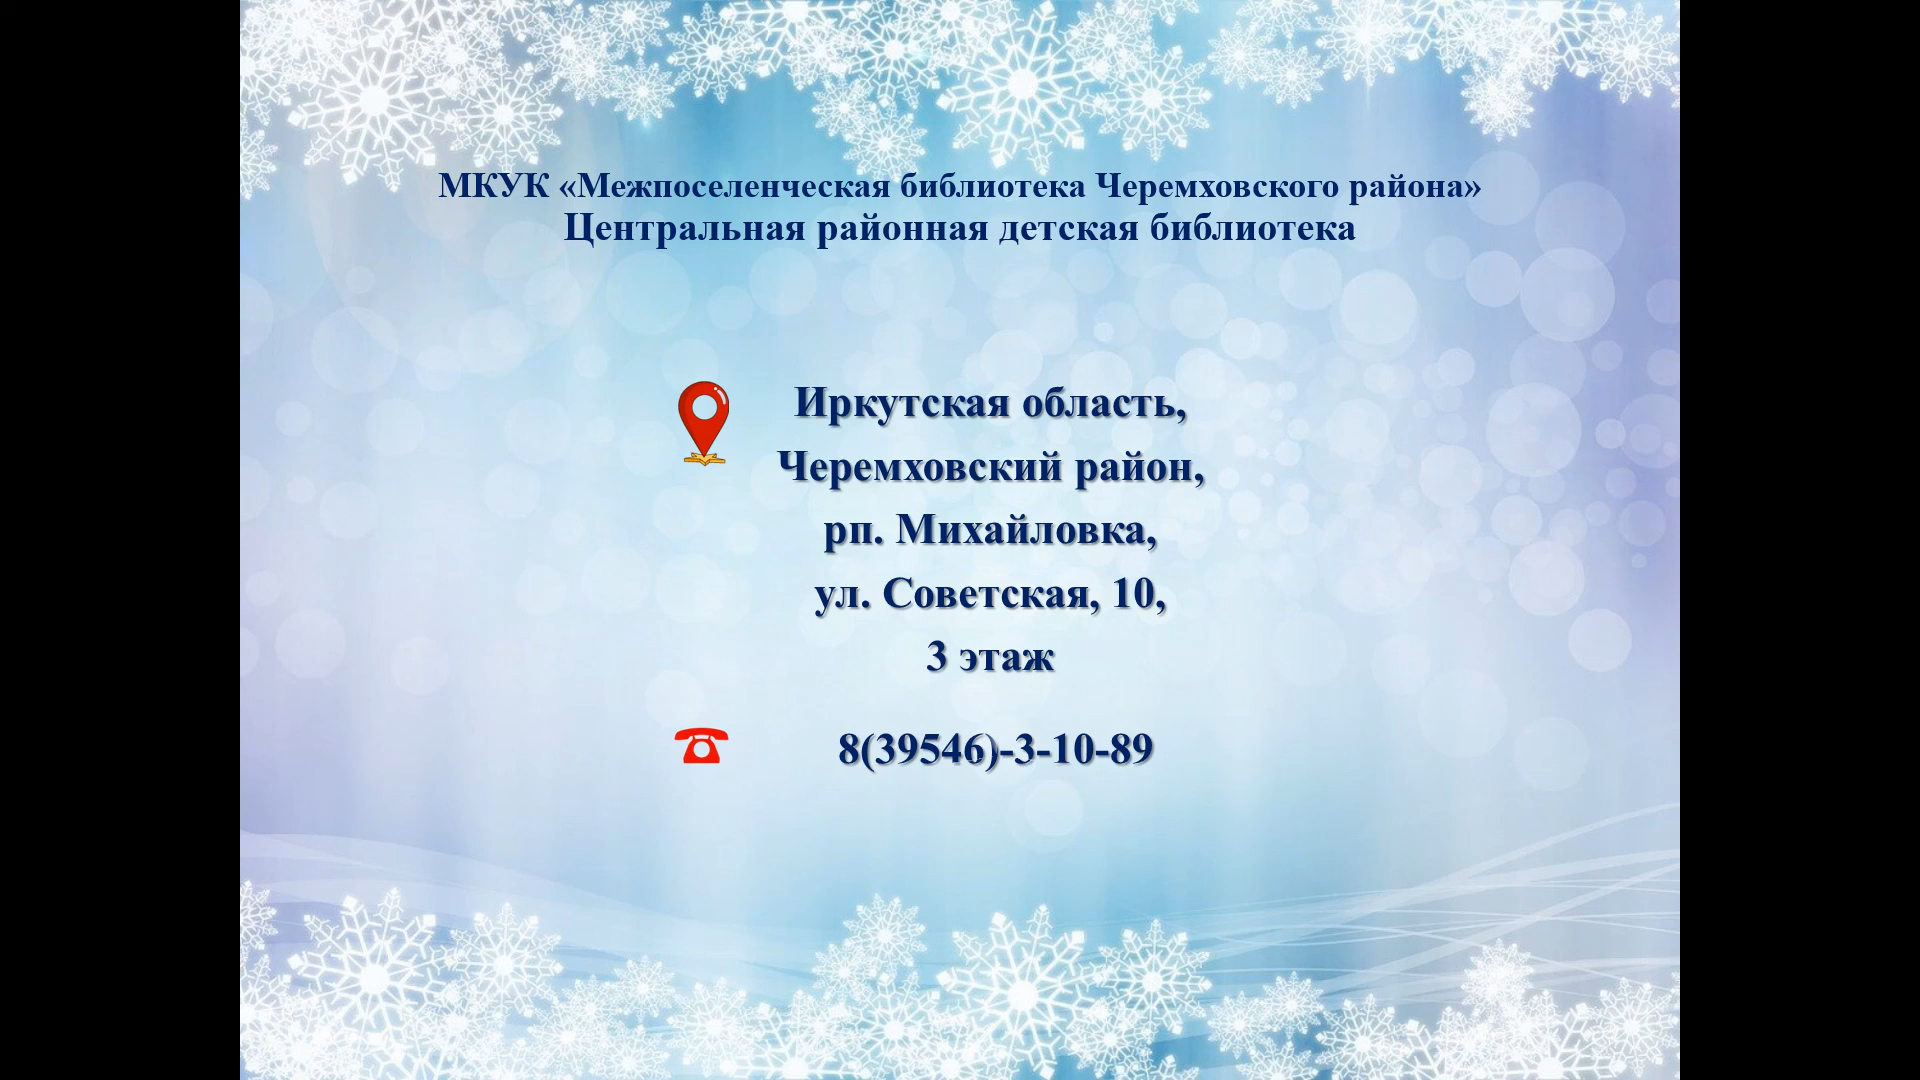 МКУК «Межпоселенческая библиотека Черемховского района»
Центральная районная детская библиотека
Иркутская область,
Черемховский район,
рп. Михайловка,
ул. Советская, 10,
3 этаж
8(39546)-3-10-89